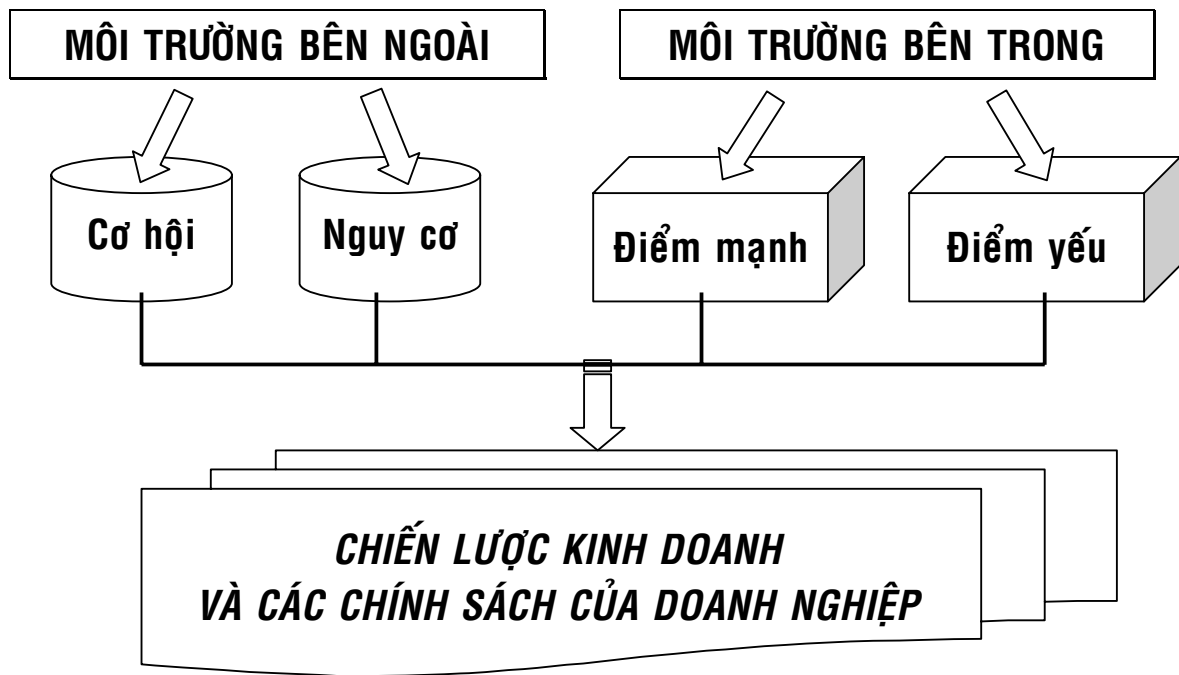 MÔI TRƯỜNG BÊN NGOÀI
MÔI TRƯỜNG BÊN TRONG
Cơ hội
Nguy cơ
Điểm mạnh
Điểm yếu
CHIẾN LƯỢC KINH DOANH
VÀ CÁC CHÍNH SÁCH CỦA DOANH NGHIỆP